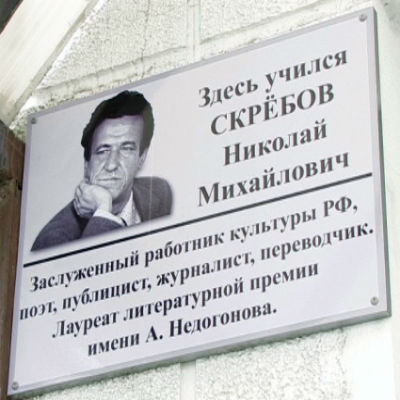 Здесь учился
СКРЁБОВ
Николай
Михайлович
Заслуженный работник культуры РФ,
поэт, публицист, журналист, переводчик.
Лауреат литературной премии
имени А. Недогонова.